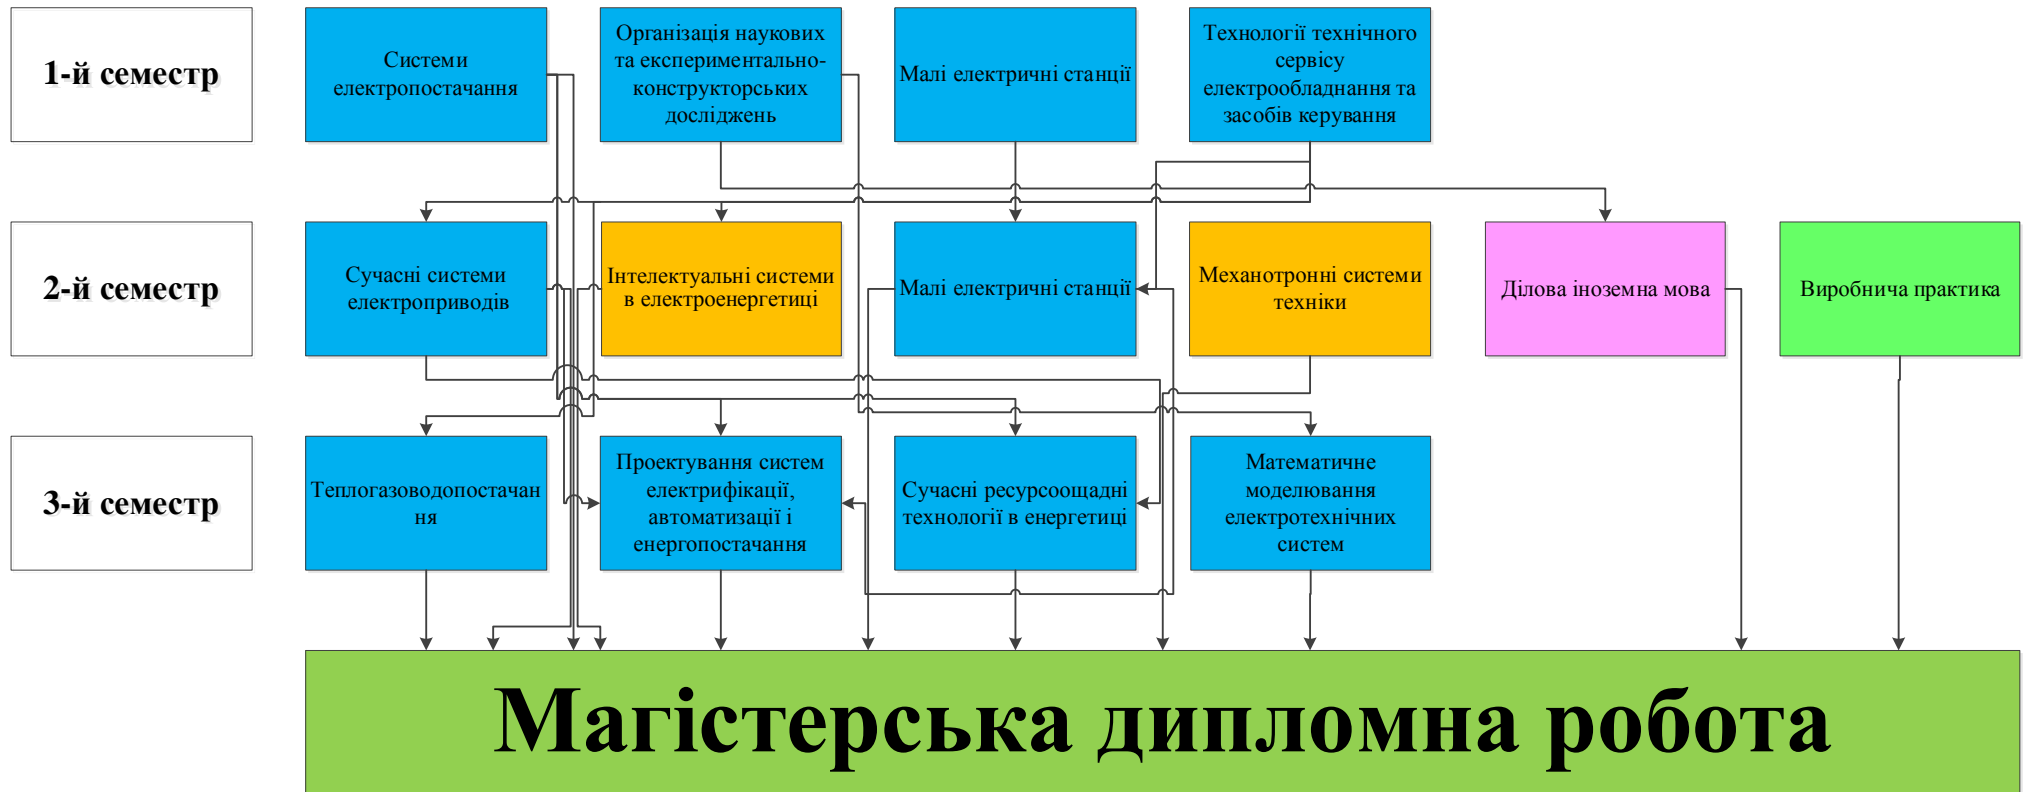 1-й семестр
Системи
електропостачання
Організація наукових
та експериментально-
конструкторських
досліджень
Малі електричні станції
Технології технічного
сервісу
електрообладнання та
засобів керування
2-й семестр
Сучасні системи
електроприводів
Інтелектуальні системи
в електроенергетиці
Малі електричні станції
Механотронні системи
техніки
Ділова іноземна мова
Виробнича практика
3-й семестр
Теплогазоводопостачан
ня
Проектування систем
електрифікації,
автоматизації і
енергопостачання
Сучасні ресурсоощадні
технології в енергетиці
Математичне
моделювання
електротехнічних
систем
Магістерська дипломна робота